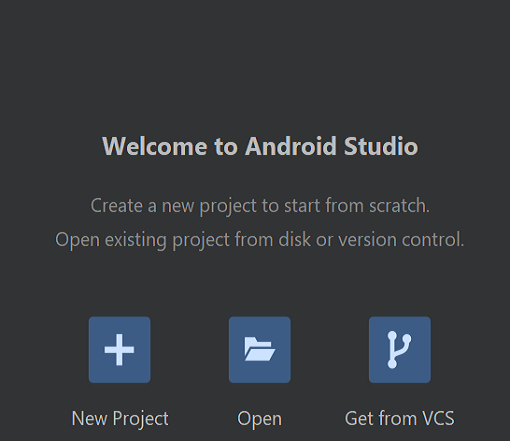 Welcome to Android Studio
Create a new project to start from scratch.
Open existing project from disk or version control.
New Project
Open
Get from VCS